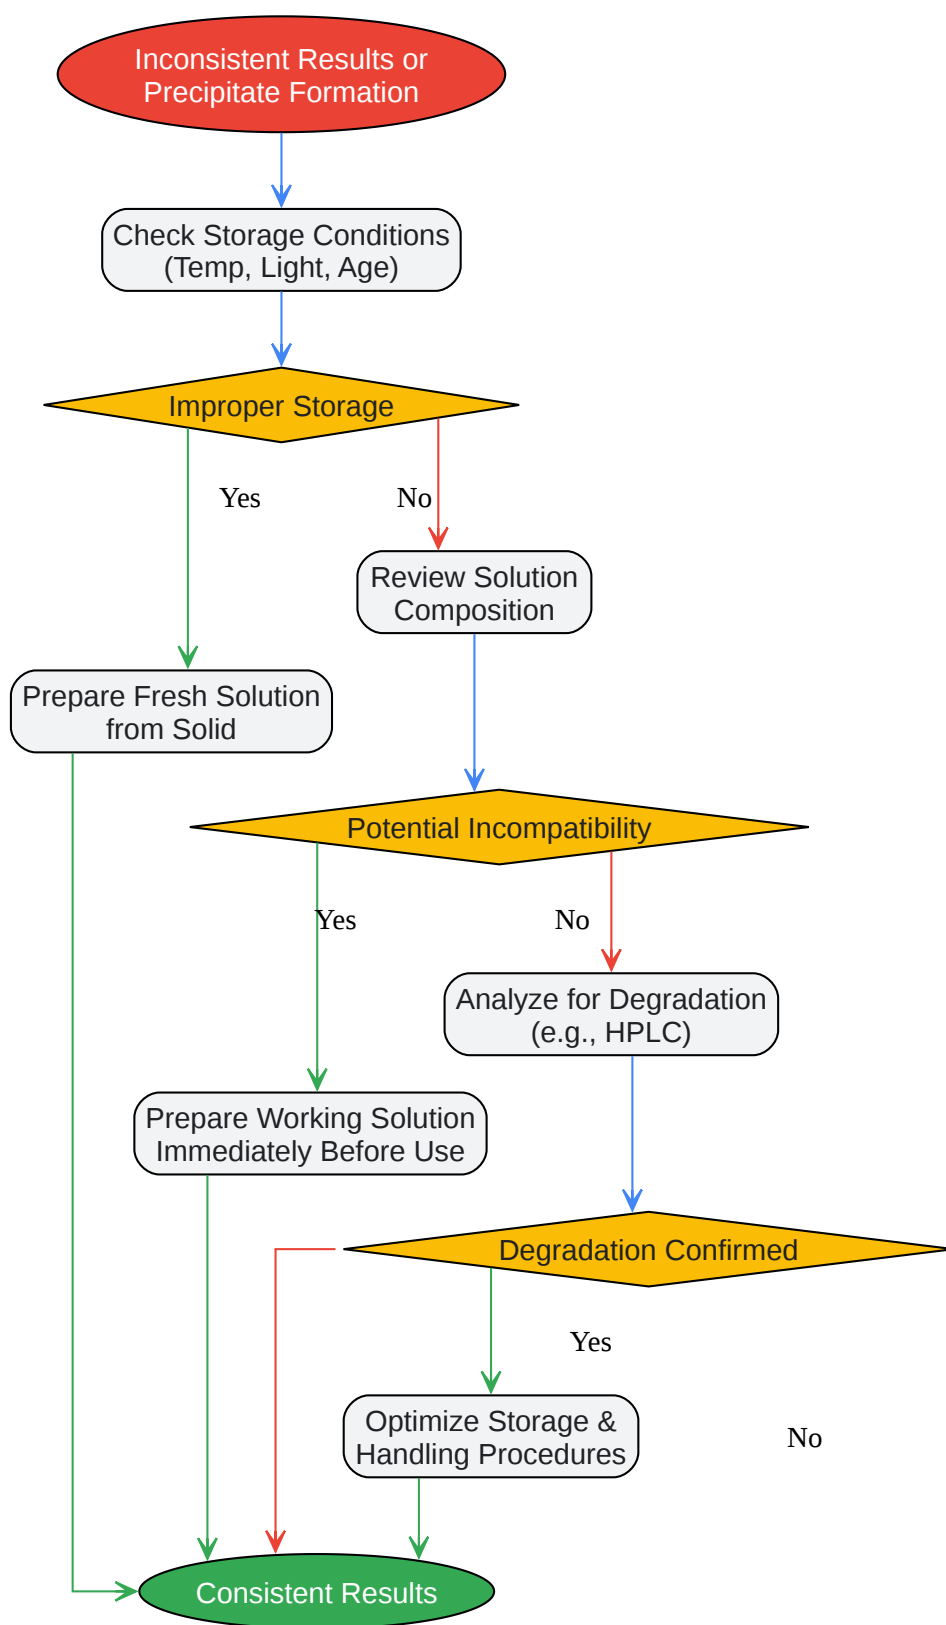 Inconsistent Results or
Precipitate Formation
Check Storage Conditions
(Temp, Light, Age)
Improper Storage
Yes
No
Review Solution
Composition
Prepare Fresh Solution
from Solid
Potential Incompatibility
Yes
No
Analyze for Degradation
(e.g., HPLC)
Prepare Working Solution
Immediately Before Use
Degradation Confirmed
Yes
Optimize Storage &
Handling Procedures
No
Consistent Results